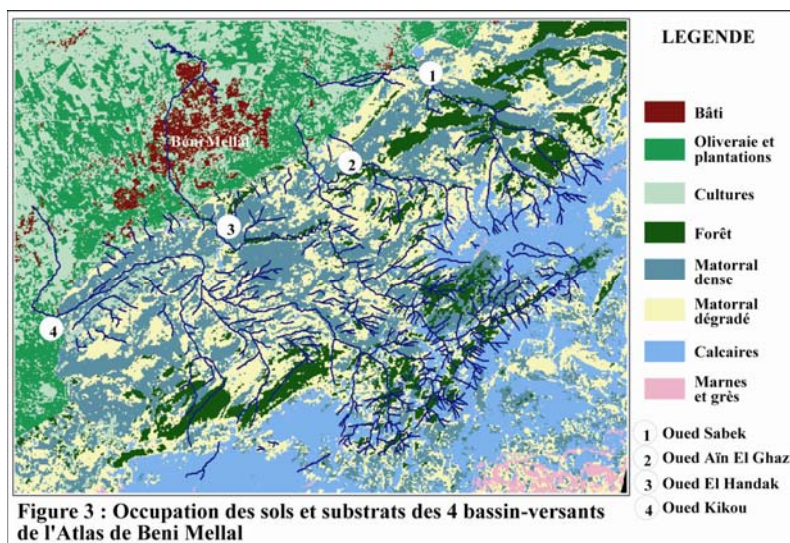 LEGENDE
Bâti
Oliveraie et
plantations
Cultures
Forêt
Matorral
dense
Matorral
dégradé
Calcaires
Marnes
et grès
1 Oued Sabek
2 Oued Aïn El Ghaz
3 Oued El Handak
4 Oued Kikou
1
Beni Mellal
2
3
4
Figure 3 : Occupation des sols et substrats des 4 bassin-versants
de l'Atlas de Beni Mellal